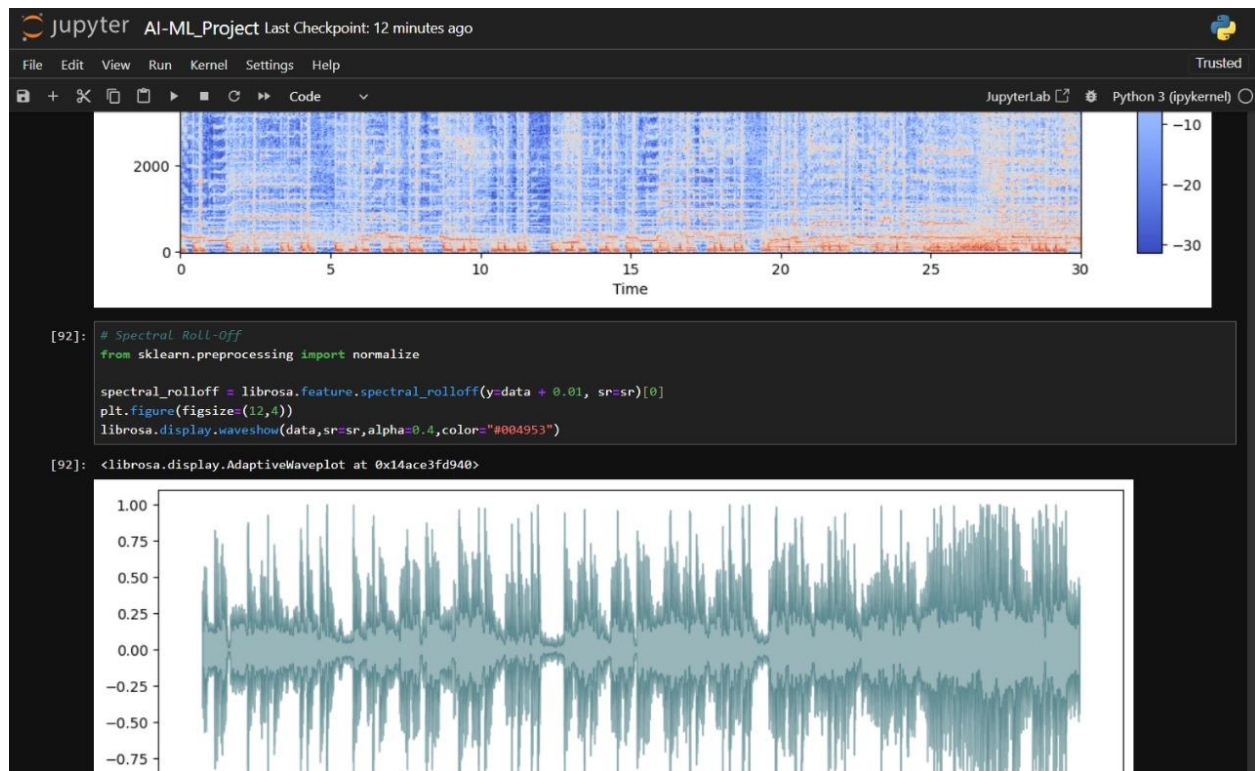 jupyter AI-ML_Project Last Checkpoint: 12 minutes ago
File Edit View Run Kernel Settings Help Trusted
Code JupyterLab Python 3 (ipykernel)
−10
2000
−20
0
−30
0 5 10 15 20 25 30
Time
[92]: # Spectral Roll-Off
from sklearn.preprocessing import normalize
spectral_rolloff = librosa.feature.spectral_rolloff(y=data + 0.01, sr=sr)[0]
plt.figure(figsize=(12,4))
librosa.display.waveshow(data,sr=sr,alpha=0.4,color="#004953")
[92]: <librosa.display.AdaptiveWaveplot at 0x14ace3fd940>
1.00
0.75
0.50
0.25
0.00
−0.25
−0.50
−0.75